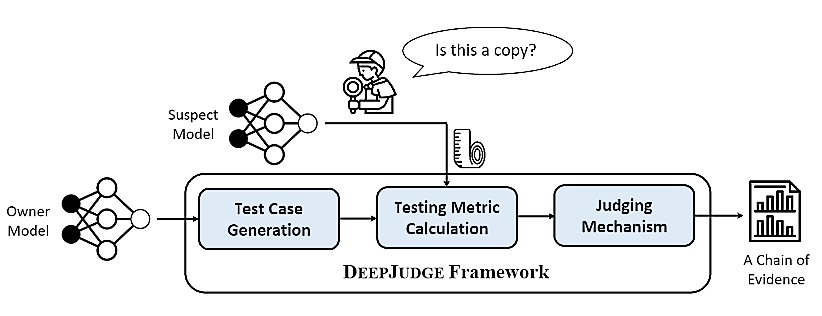 Is this a copy?
Suspect
Model
Owner
Model
Test Case
Generation
Testing Metric
Calculation
Judging
Mechanism
DEEPJUDGE Framework
A Chain of
Evidence